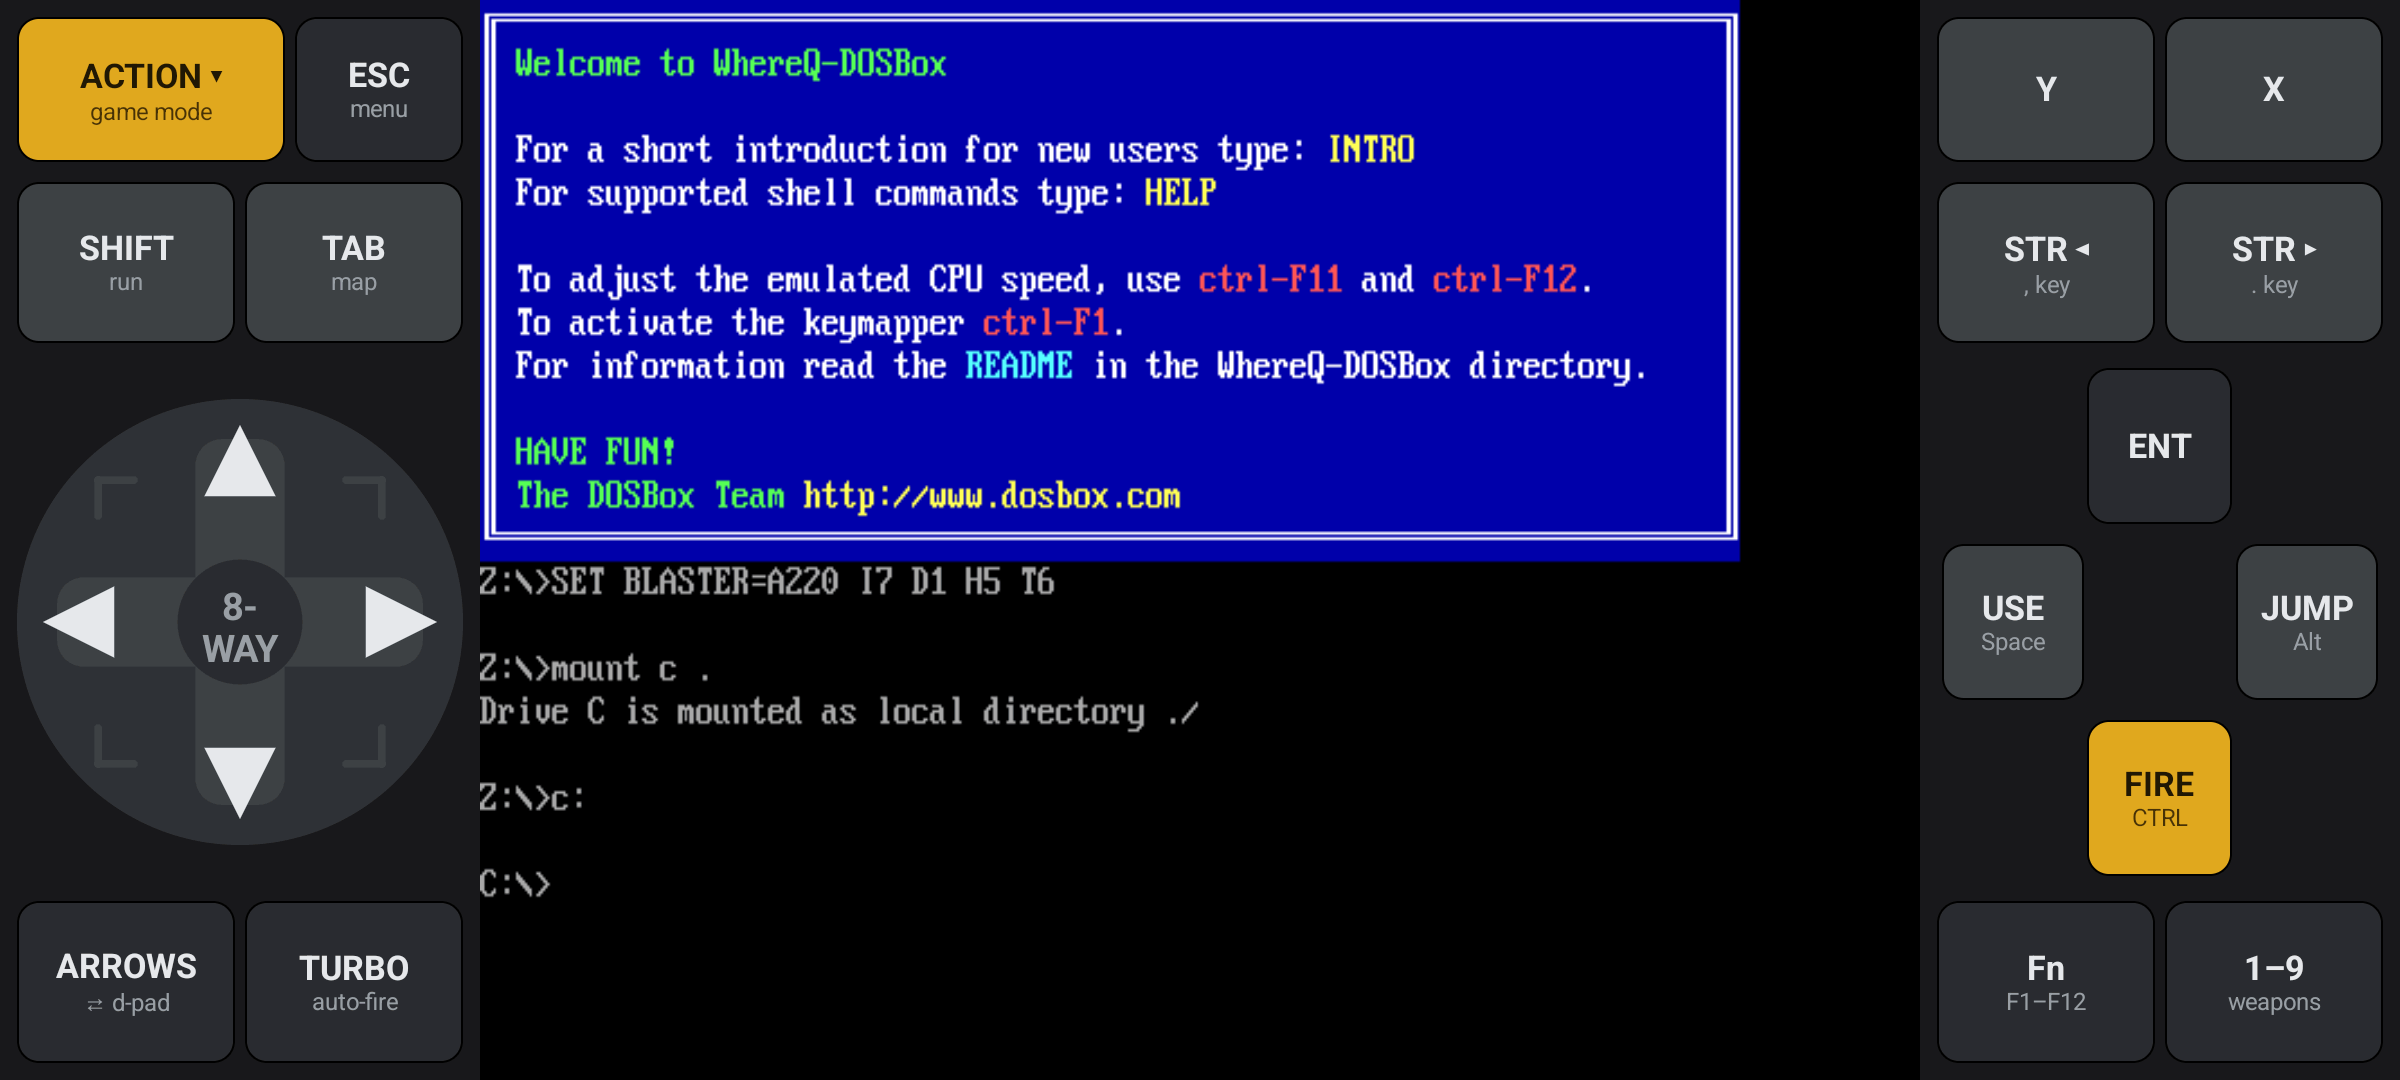 ACTION ▾
game mode
ESC
menu
SHIFT
run
TAB
map
8-
WAY
ARROWS
⇄ d-pad
TURBO
auto-fire
Welcome to WhereQ-DOSBox
For a short introduction for new users type: INTRO
For supported shell commands type: HELP
To adjust the emulated CPU speed, use ctrl-F11 and ctrl-F12.
To activate the keymapper ctrl-F1.
For information read the README in the WhereQ-DOSBox directory.
HAVE FUN!
The DOSBox Team http://www.dosbox.com
Z:\>SET BLASTER=A220 I7 D1 H5 T6
Z:\>mount c .
Drive C is mounted as local directory ./
Z:\>c:
C:\>
Y
X
STR ◂
, key
STR ▸
. key
ENT
USE
Space
JUMP
Alt
FIRE
CTRL
Fn
F1–F12
1–9
weapons